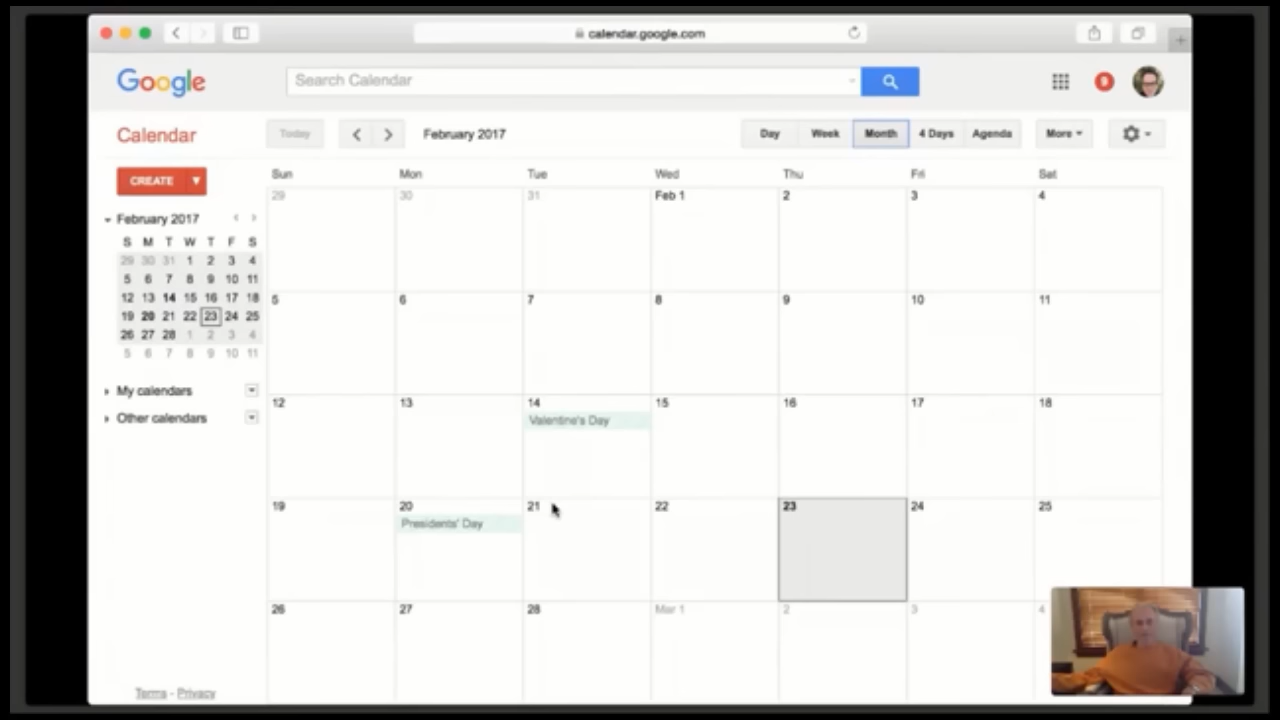 calendar.google.com
Google
Search Calendar
9
Calendar
Today
February 2017
Day Week Month 4 Days Agenda More
CREATE
February 2017
S M T W T F S
29 30 31 1 2 3 4
5 6 7 8 9 10 11
12 13 14 15 16 17 18
19 20 21 22 23 24 25
26 27 28 1 2 3 4
5 6 7 8 9 10 11
My calendars
Other calendars
Terms - Privacy
Sun Mon Tue Wed Thu Fri Sat
29 30 31 Feb 1 2 3 4
5 6 7 8 9 10 11
12 13 14 15 16 17 18
Valentine's Day
19 20 21 22 23 24 25
Presidents' Day
26 27 28 Mar 1 2 3 4